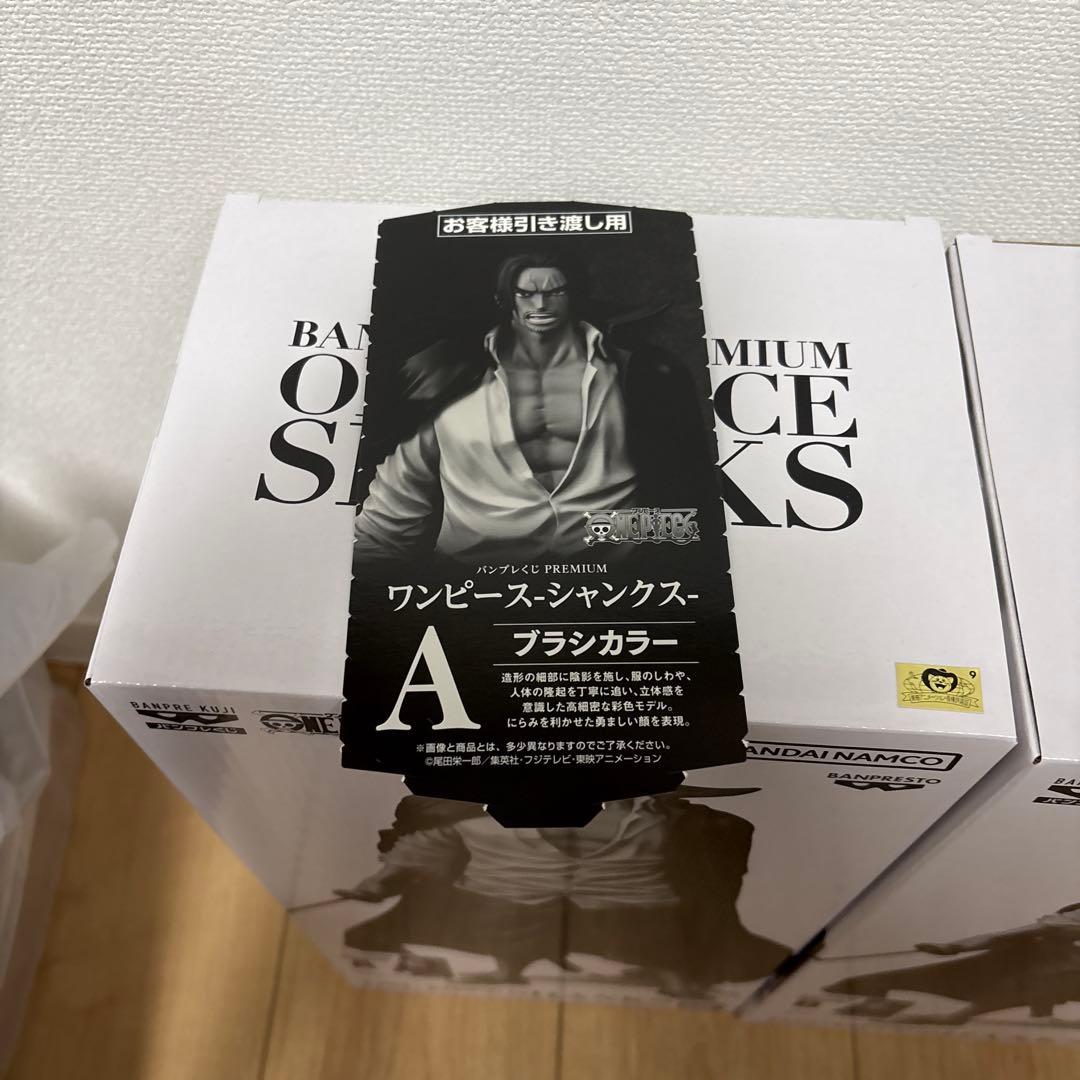 お客様引き渡し用
BAN MIUM
O CE
S KS
ワンピース
ONE PIECE
バンプレくじ PREMIUM
ワンピース-シャンクス-
A
ブラシカラー
造形の細部に陰影を施し、服のしわや、
人体の隆起を丁寧に追い、立体感を
意識した高細密な彩色モデル。
にらみを利かせた勇ましい顔を表現。
※画像と商品とは、多少異なりますのでご了承ください。
©尾田栄一郎／集英社・フジテレビ・東映アニメーション
9
BANPRE KUJI
バンプレくじ
BANDAI NAMCO
BANPRESTO